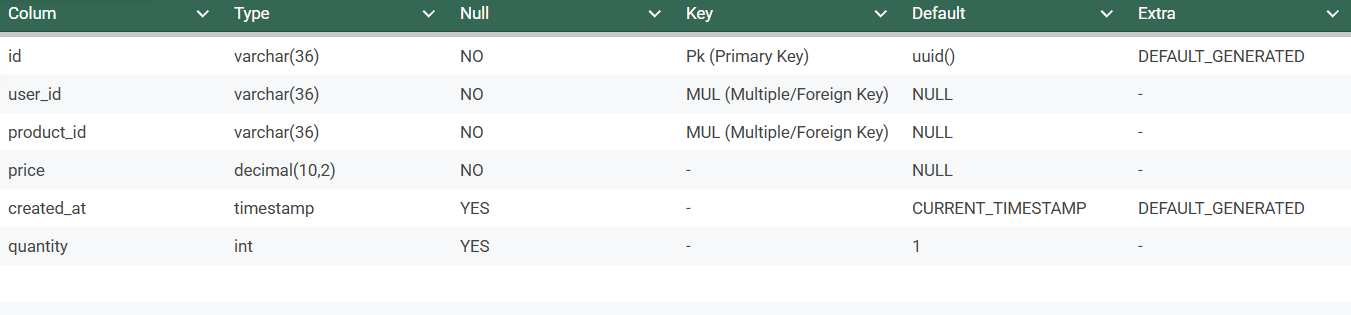 Colum Type Null Key Default Extra
id varchar(36) NO Pk (Primary Key) uuid() DEFAULT_GENERATED
user_id varchar(36) NO MUL (Multiple/Foreign Key) NULL -
product_id varchar(36) NO MUL (Multiple/Foreign Key) NULL -
price decimal(10,2) NO - NULL -
created_at timestamp YES - CURRENT_TIMESTAMP DEFAULT_GENERATED
quantity int YES - 1 -